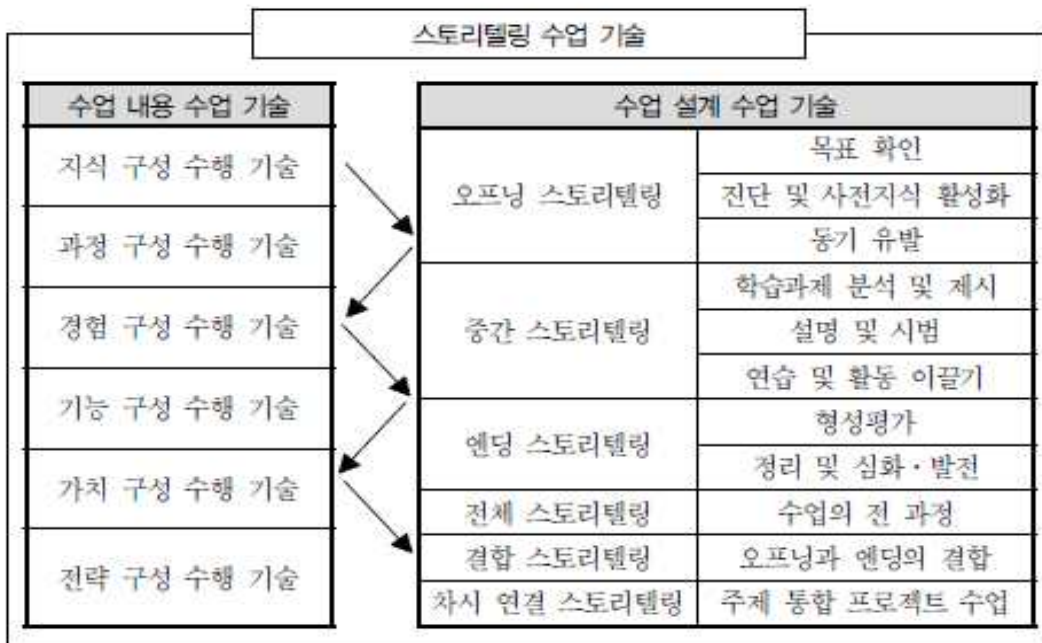 스토리텔링 수업 기술
수업 내용 수업 기술
지식 구성 수행 기술
과정 구성 수행 기술
경험 구성 수행 기술
기능 구성 수행 기술
가치 구성 수행 기술
전략 구성 수행 기술
수업 설계 수업 기술
오프닝 스토리텔링
목표 확인
진단 및 사전지식 활성화
동기 유발
중간 스토리텔링
학습과제 분석 및 제시
설명 및 시범
연습 및 활동 이끌기
엔딩 스토리텔링
형성평가
정리 및 심화·발전
전체 스토리텔링
수업의 전 과정
결합 스토리텔링
오프닝과 엔딩의 결합
차시 연결 스토리텔링
주제 통합 프로젝트 수업